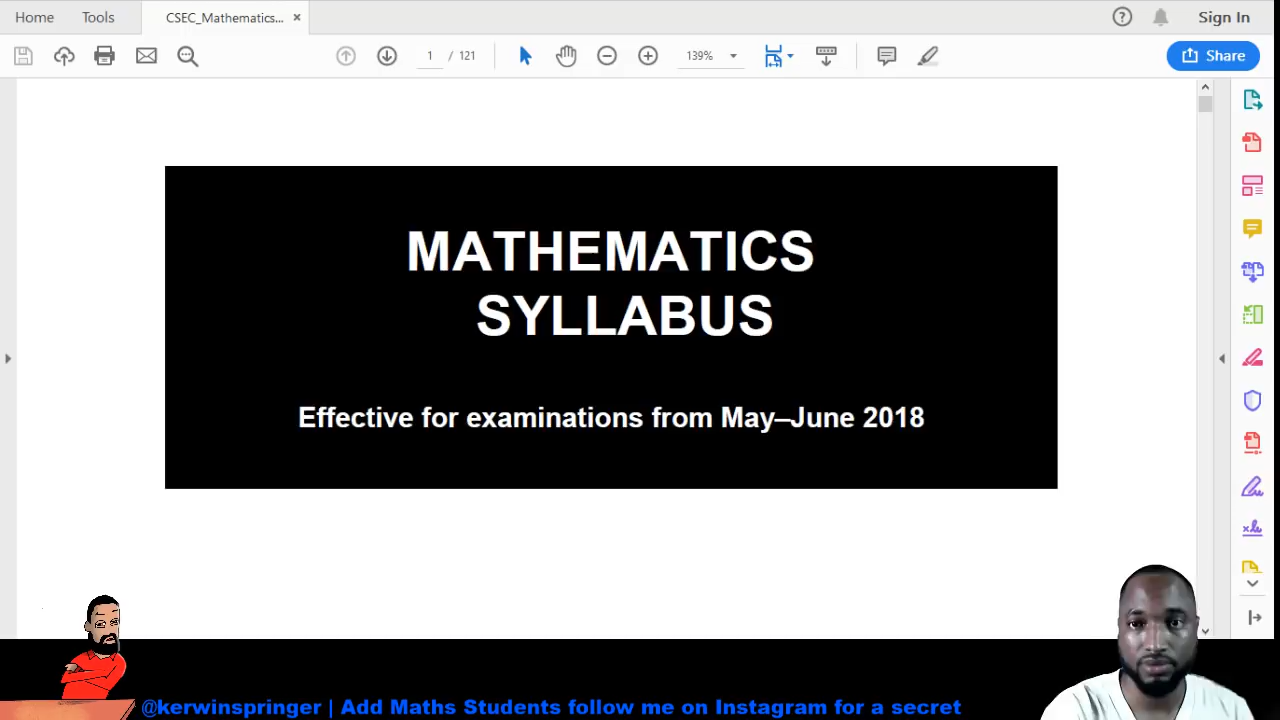 Home Tools CSEC_Mathematics... × Sign In
1 / 121 139% Share
MATHEMATICS
SYLLABUS
Effective for examinations from May–June 2018
@kerwinspringer | Add Maths Students follow me on Instagram for a secret